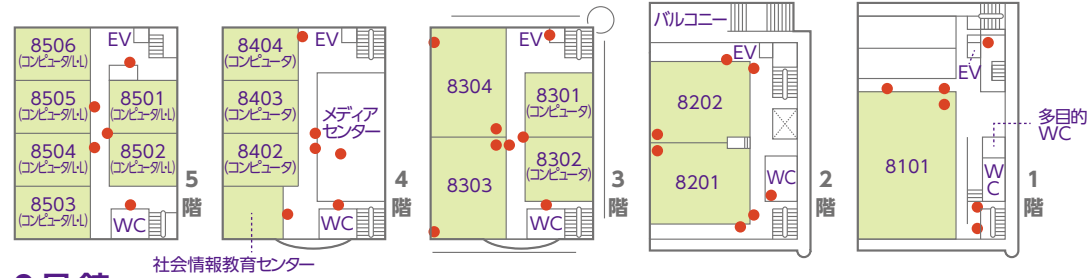 8506
(コンピュータ/L・L)
EV
8505
(コンピュータ/L・L)
8501
(コンピュータ/L・L)
8504
(コンピュータ/L・L)
8502
(コンピュータ/L・L)
8503
(コンピュータ/L・L)
WC
5
階
8404
(コンピュータ)
EV
8403
(コンピュータ)
メディア
センター
8402
(コンピュータ)
WC
4
階
社会情報教育センター
EV
8304
8301
(コンピュータ)
8302
(コンピュータ)
8303
WC
3
階
バルコニー
EV
8202
8201
WC
2
階
EV
多目的
WC
8101
W
C
1
階